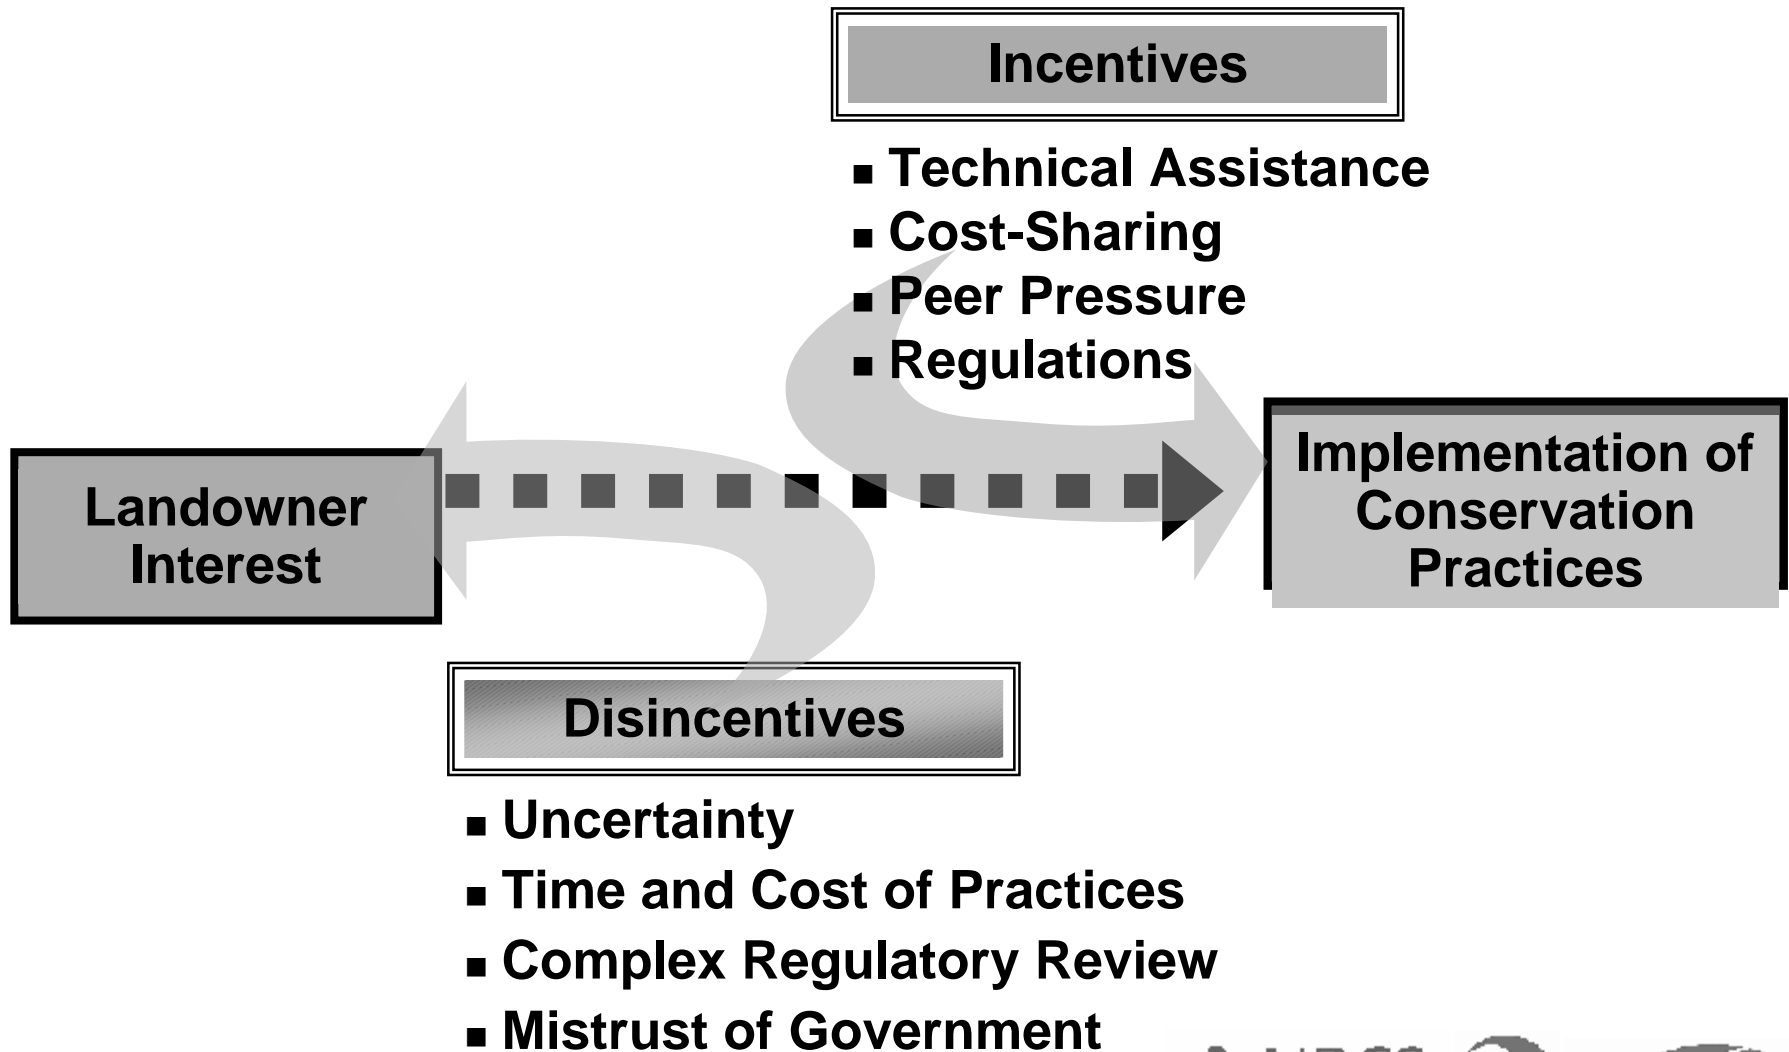 Incentives
▪ Technical Assistance
▪ Cost-Sharing
▪ Peer Pressure
▪ Regulations
Landowner
Interest
Implementation of
Conservation
Practices
Disincentives
▪ Uncertainty
▪ Time and Cost of Practices
▪ Complex Regulatory Review
▪ Mistrust of Government